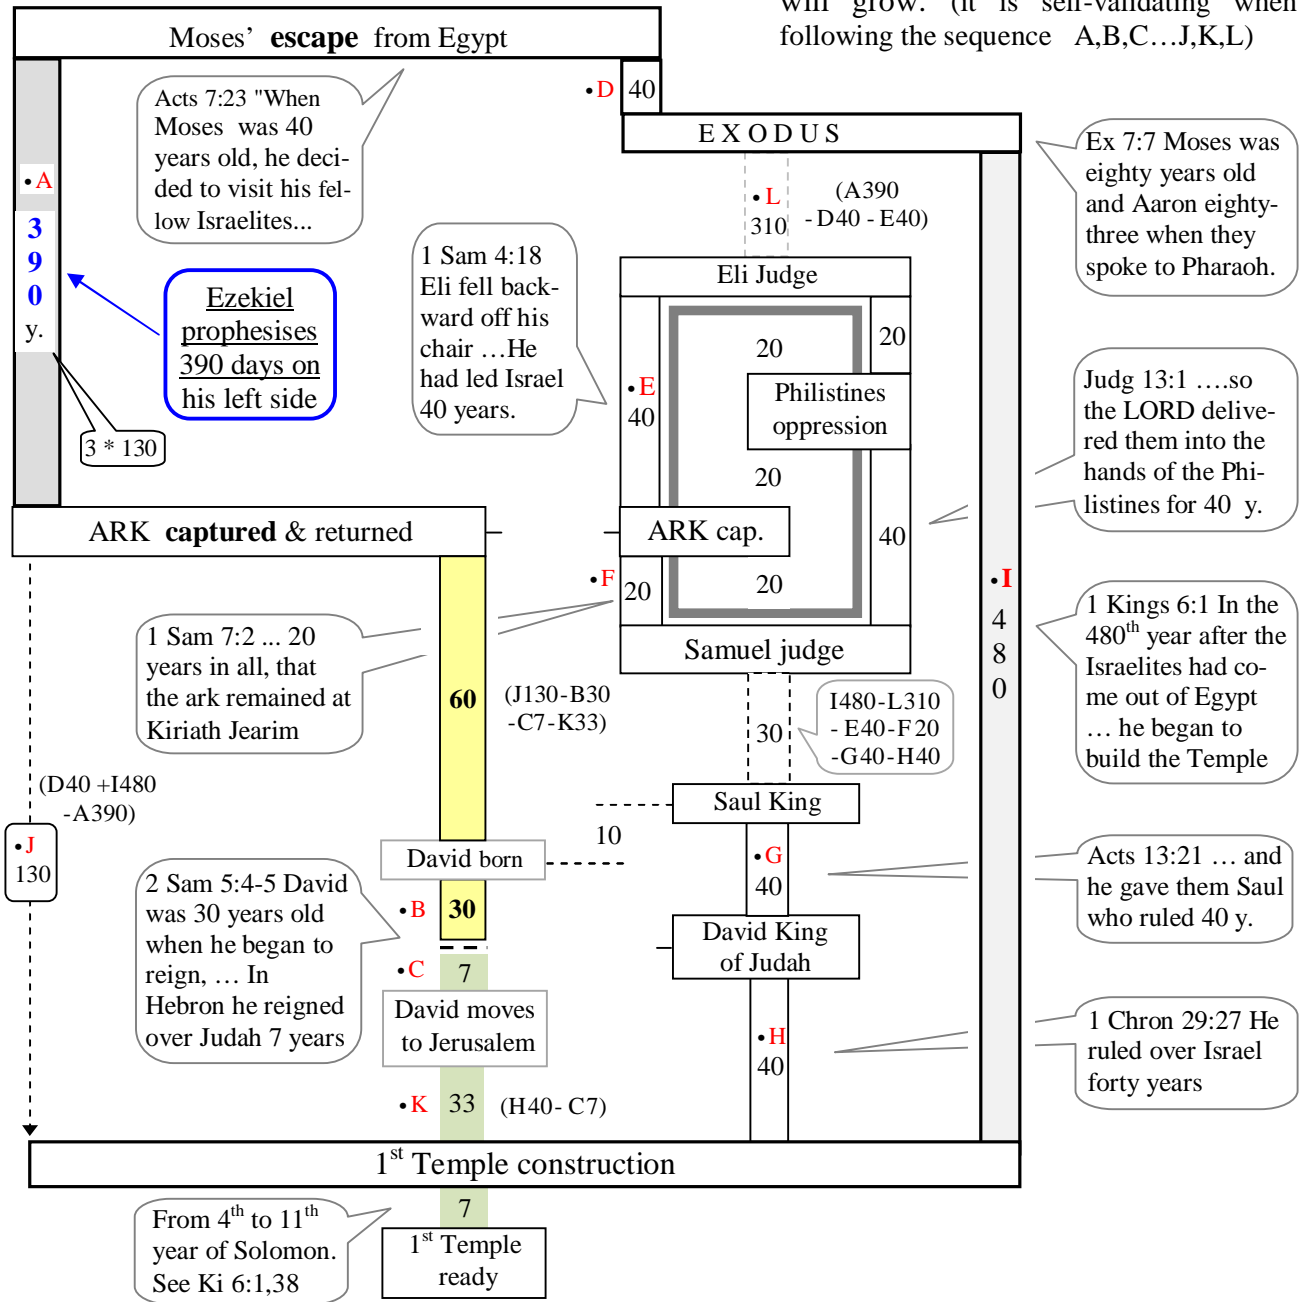 will grow. (it is self-validating when
following the sequence A,B,C…J,K,L)
Moses’ escape from Egypt
Acts 7:23 "When
Moses was 40
years old, he deci-
ded to visit his fel-
low Israelites...
•D 40
EXODUS
Ex 7:7 Moses was
eighty years old
and Aaron eighty-
three when they
spoke to Pharaoh.
•A
3
9
0
y.
Ezekiel
prophesises
390 days on
his left side
3 * 130
1 Sam 4:18
Eli fell back-
ward off his
chair …He
had led Israel
40 years.
•L
310
(A390
- D40 - E40)
Eli Judge
20
20
•E
40
Philistines
oppression
20
40
Judg 13:1 ….so
the LORD delive-
red them into the
hands of the Phi-
listines for 40 y.
ARK captured & returned
ARK cap.
•F 20
20
Samuel judge
•I
4
8
0
1 Kings 6:1 In the
480th year after the
Israelites had co-
me out of Egypt
… he began to
build the Temple
1 Sam 7:2 ... 20
years in all, that
the ark remained at
Kiriath Jearim
60
(J130-B30
-C7-K33)
30
I480-L310
- E40-F20
-G40-H40
(D40 +I480
-A390)
•J
130
Saul King
10
David born
•G
40
Acts 13:21 … and
he gave them Saul
who ruled 40 y.
2 Sam 5:4-5 David
was 30 years old
when he began to
reign, … In
Hebron he reigned
over Judah 7 years
•B 30
•C 7
David King
of Judah
David moves
to Jerusalem
•H
40
1 Chron 29:27 He
ruled over Israel
forty years
•K 33 (H40- C7)
1st Temple construction
From 4th to 11th
year of Solomon.
See Ki 6:1,38
7
1st Temple
ready